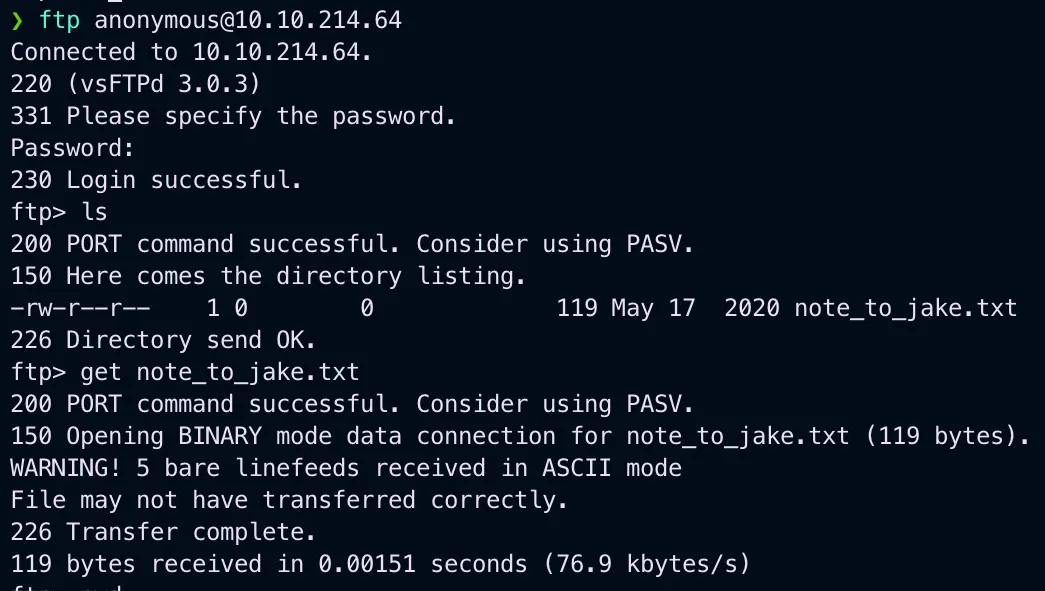 ❯ ftp anonymous@10.10.214.64
Connected to 10.10.214.64.
220 (vsFTPd 3.0.3)
331 Please specify the password.
Password:
230 Login successful.
ftp> ls
200 PORT command successful. Consider using PASV.
150 Here comes the directory listing.
-rw-r--r--    1 0        0             119 May 17  2020 note_to_jake.txt
226 Directory send OK.
ftp> get note_to_jake.txt
200 PORT command successful. Consider using PASV.
150 Opening BINARY mode data connection for note_to_jake.txt (119 bytes).
WARNING! 5 bare linefeeds received in ASCII mode
File may not have transferred correctly.
226 Transfer complete.
119 bytes received in 0.00151 seconds (76.9 kbytes/s)